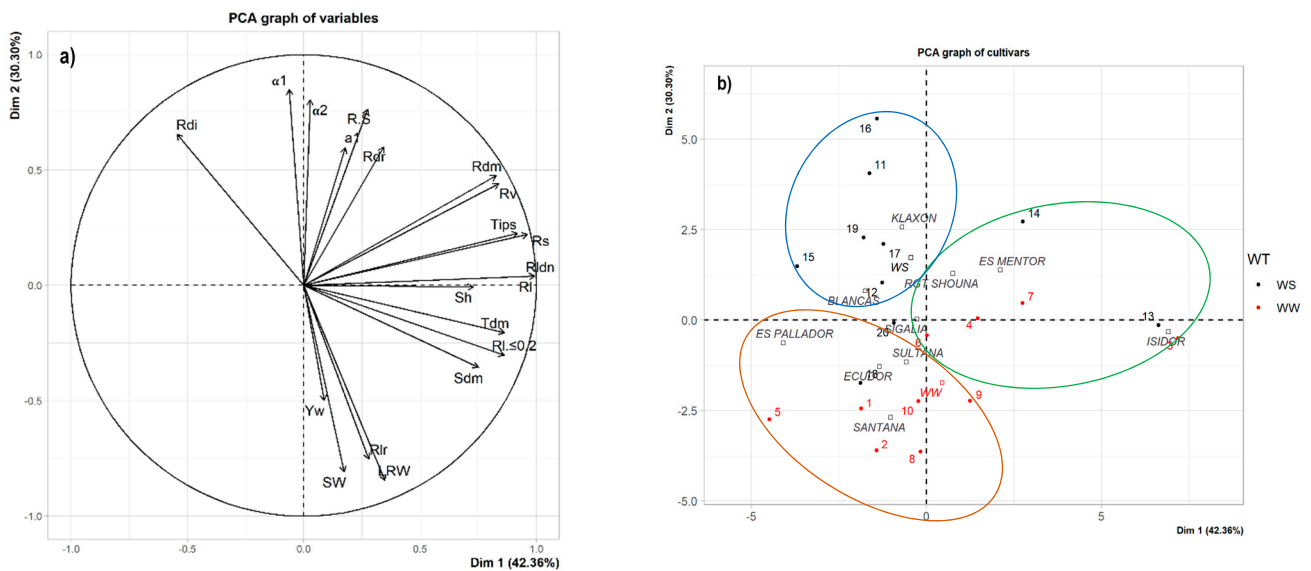 PCA graph of variables
a)
Dim 2 (30.30%)
1.0
0.5
0.0
-0.5
-1.0
α1
α2
R.S
a1
Rdi
Rdr
Rdm
Rv
Tips
Rs
Rldn
Rl
Sh
Tdm
Rl.≤0.2
Sdm
Yw
Rlr
SW
LRW
-1.0
-0.5
0.0
0.5
1.0
Dim 1 (42.36%)
PCA graph of cultivars
b)
Dim 2 (30.30%)
5.0
2.5
0.0
-2.5
-5.0
16
11
KLAXON
14
19
17
15
WS
ES MENTOR
RGT SHOUNA
12
BLANCAS
7
4
13
ES PALLADOR
20
SIGALIA
6
ISIDOR
3
SULTANA
ECUDOR
18
WW
9
5
1
10
SANTANA
2
8
-5
0
5
Dim 1 (42.36%)
WT
WS
WW